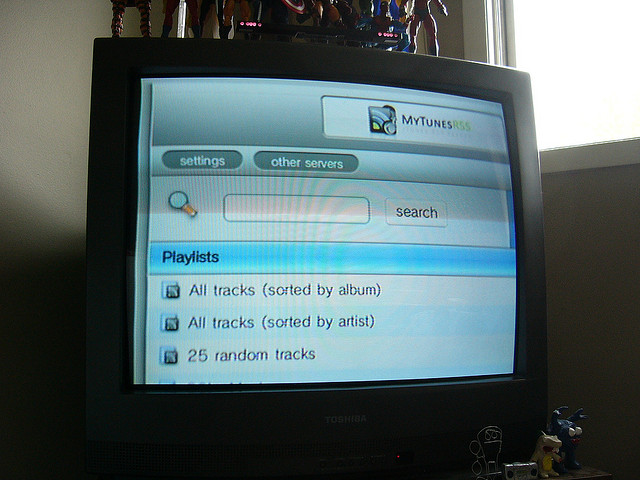 MYTUNESRSS
settings other servers
search
Playlists
All tracks (sorted by album)
All tracks (sorted by artist)
25 random tracks
TOSHIBA